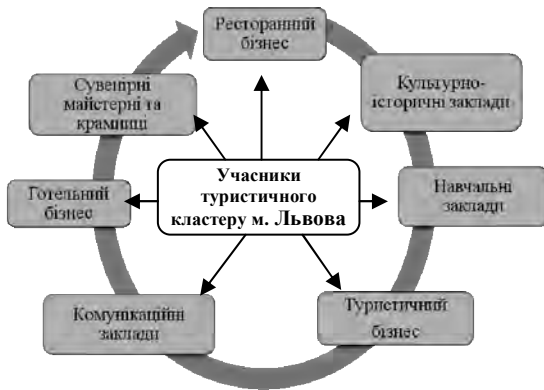 Ресторанний
бізнес
Культурно-
історичні заклади
Навчальні
заклади
Туристичний
бізнес
Комунікаційні
заклади
Готельний
бізнес
Сувенірні
майстерні та
крамниці
Учасники
туристичного
кластеру м. Львова